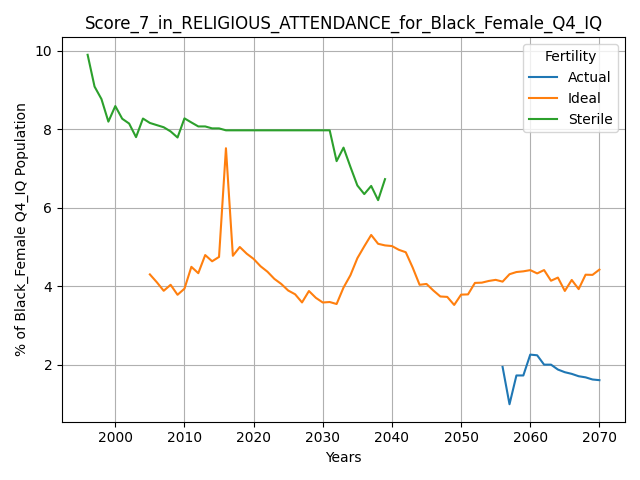 Score_7_in_RELIGIOUS_ATTENDANCE_for_Black_Female_Q4_IQ
% of Black_Female Q4_IQ Population
10
8
6
4
2
Fertility
Actual
Ideal
Sterile
2000 2010 2020 2030 2040 2050 2060 2070
Years